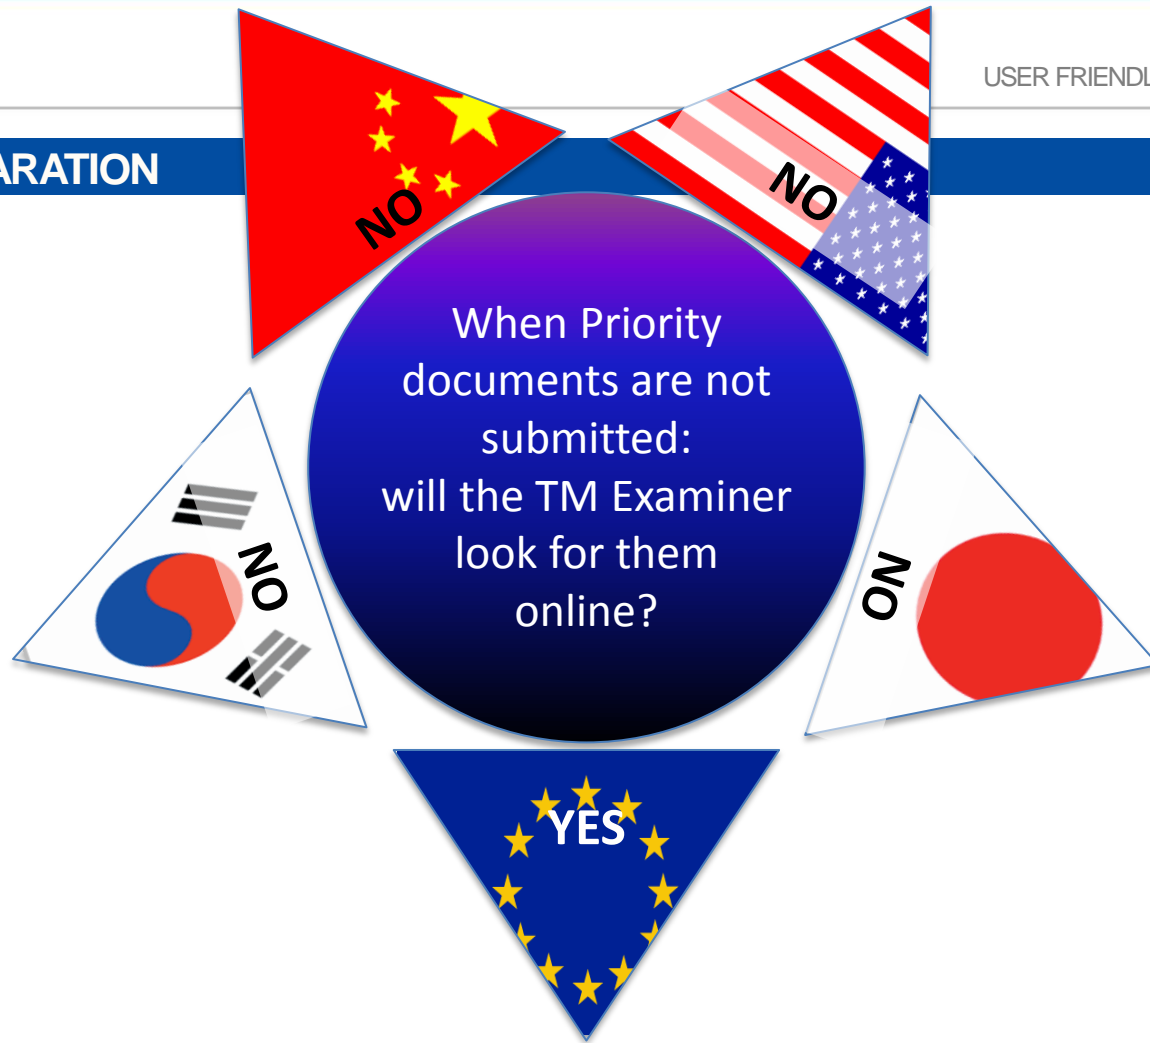 USER FRIENDL
ARATION
NO
NO
When Priority
documents are not
submitted:
will the TM Examiner
look for them
online?
NO
NO
YES